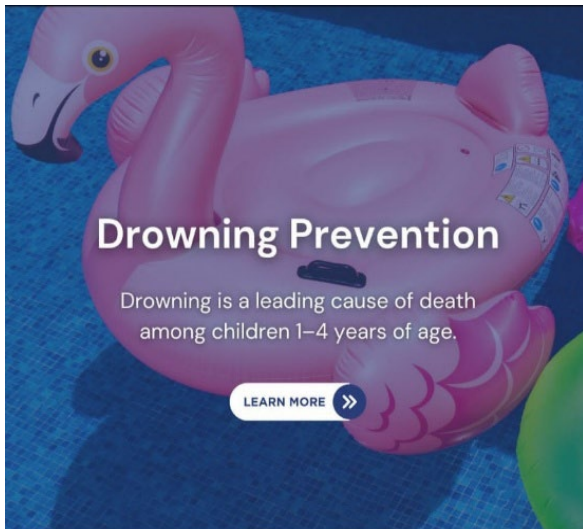 Drowning Prevention
Drowning is a leading cause of death
among children 1–4 years of age.
LEARN MORE